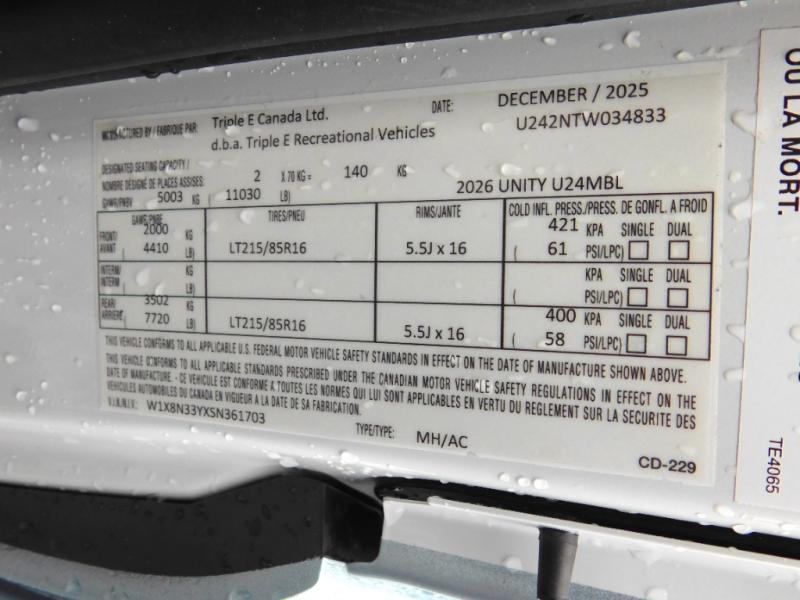 MANUFACTURED BY / FABRIQUE PAR: Triple E Canada Ltd. DATE: DECEMBER / 2025
d.b.a. Triple E Recreational Vehicles U242NTW034833
DESIGNATED SEATING CAPACITY /
NOMBRE DÉSIGNÉ DE PLACES ASSISES: 2 X 70 KG = 140 KG
GVWR/PNBV 5003 KG ( 11030 LB) 2026 UNITY U24MBL
GAWR/PNBE TIRES/PNEU RIMS/JANTE COLD INFL. PRESS./PRESS. DE GONFL. A FROID
FRONT/ 2000 KG 421 KPA SINGLE DUAL
AVANT ( 4410 LB) LT215/85R16 5.5J x 16 ( 61 PSI/LPC)
INTERM/ KG KPA SINGLE DUAL
INTERM ( LB) ( PSI/LPC)
REAR/ 3502 KG 400 KPA SINGLE DUAL
ARRIERE ( 7720 LB) LT215/85R16 5.5J x 16 ( 58 PSI/LPC)
THIS VEHICLE CONFORMS TO ALL APPLICABLE U.S. FEDERAL MOTOR VEHICLE SAFETY STANDARDS IN EFFECT ON THE DATE OF MANUFACTURE SHOWN ABOVE.
THIS VEHICLE CONFORMS TO ALL APPLICABLE STANDARDS PRESCRIBED UNDER THE CANADIAN MOTOR VEHICLE SAFETY REGULATIONS IN EFFECT ON THE
DATE OF MANUFACTURE. - CE VEHICULE EST CONFORME A TOUTES LES NORMES QUI LUI SONT APPLICABLES EN VERTU DU REGLEMENT SUR LA SECURITE DES
VEHICULES AUTOMOBILES DU CANADA EN VIGUEUR A LA DATE DE SA FABRICATION.
V.I.N./N.I.V.: W1X8N33YXSN361703 TYPE/TYPE: MH/AC
CD-229
OU LA MORT.
TE4065